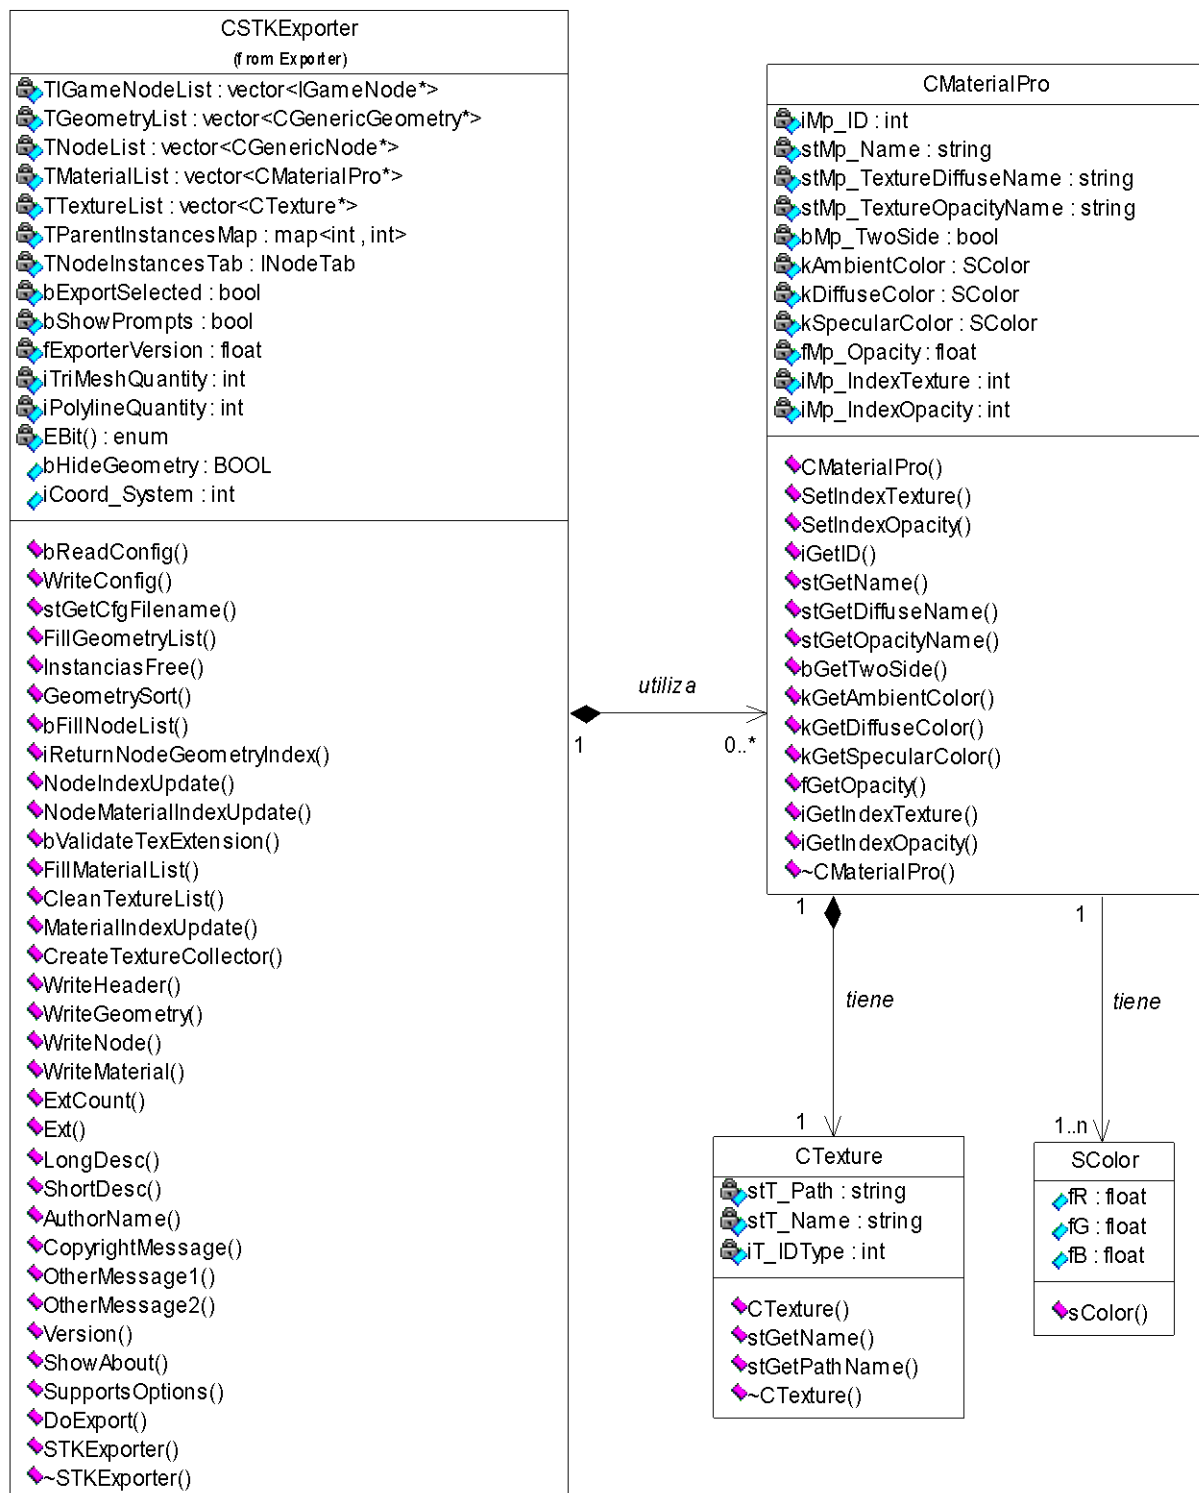 CSTKExporter
(from Exporter)
TIGameNodeList : vector<IGameNode*>
TGeometryList : vector<CGenericGeometry*>
TNodeList : vector<CGenericNode*>
TMaterialList : vector<CMaterialPro*>
TTextureList : vector<CTexture*>
TParentInstancesMap : map<int , int>
TNodeInstancesTab : INodeTab
bExportSelected : bool
bShowPrompts : bool
fExporterVersion : float
iTriMeshQuantity : int
iPolylineQuantity : int
EBit() : enum
bHideGeometry : BOOL
iCoord_System : int
bReadConfig()
WriteConfig()
stGetCfgFilename()
FillGeometryList()
InstanciasFree()
GeometrySort()
bFillNodeList()
iReturnNodeGeometryIndex()
NodeIndexUpdate()
NodeMaterialIndexUpdate()
bValidateTexExtension()
FillMaterialList()
CleanTextureList()
MaterialIndexUpdate()
CreateTextureCollector()
WriteHeader()
WriteGeometry()
WriteNode()
WriteMaterial()
ExtCount()
Ext()
LongDesc()
ShortDesc()
AuthorName()
CopyrightMessage()
OtherMessage1()
OtherMessage2()
Version()
ShowAbout()
SupportsOptions()
DoExport()
STKExporter()
~STKExporter()
utiliza
1
0..*
CMaterialPro
iMp_ID : int
stMp_Name : string
stMp_TextureDiffuseName : string
stMp_TextureOpacityName : string
bMp_TwoSide : bool
kAmbientColor : SColor
kDiffuseColor : SColor
kSpecularColor : SColor
fMp_Opacity : float
iMp_IndexTexture : int
iMp_IndexOpacity : int
CMaterialPro()
SetIndexTexture()
SetIndexOpacity()
iGetID()
stGetName()
stGetDiffuseName()
stGetOpacityName()
bGetTwoSide()
kGetAmbientColor()
kGetDiffuseColor()
kGetSpecularColor()
fGetOpacity()
iGetIndexTexture()
iGetIndexOpacity()
~CMaterialPro()
1
1
tiene
tiene
1
1..n
CTexture
stT_Path : string
stT_Name : string
iT_IDType : int
CTexture()
stGetName()
stGetPathName()
~CTexture()
SColor
fR : float
fG : float
fB : float
sColor()